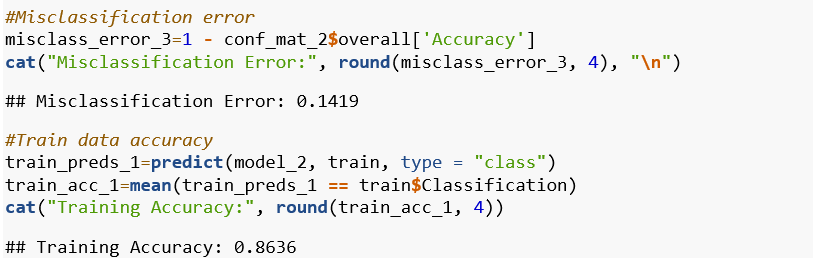 #Misclassification error
misclass_error_3=1 - conf_mat_2$overall['Accuracy']
cat("Misclassification Error:", round(misclass_error_3, 4), "\n")
## Misclassification Error: 0.1419
#Train data accuracy
train_preds_1=predict(model_2, train, type = "class")
train_acc_1=mean(train_preds_1 == train$Classification)
cat("Training Accuracy:", round(train_acc_1, 4))
## Training Accuracy: 0.8636